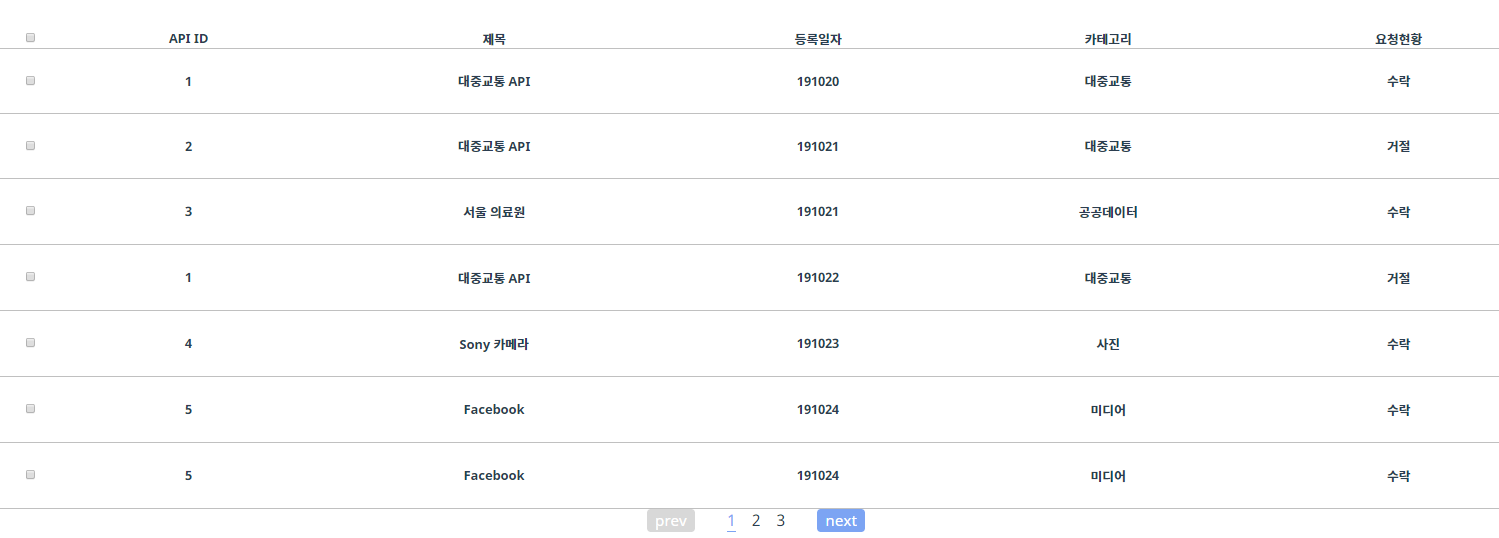 API ID 제목 등록일자 카테고리 요청현황
1 대중교통 API 191020 대중교통 수락
2 대중교통 API 191021 대중교통 거절
3 서울 의료원 191021 공공데이터 수락
1 대중교통 API 191022 대중교통 거절
4 Sony 카메라 191023 사진 수락
5 Facebook 191024 미디어 수락
5 Facebook 191024 미디어 수락
prev 1 2 3 next